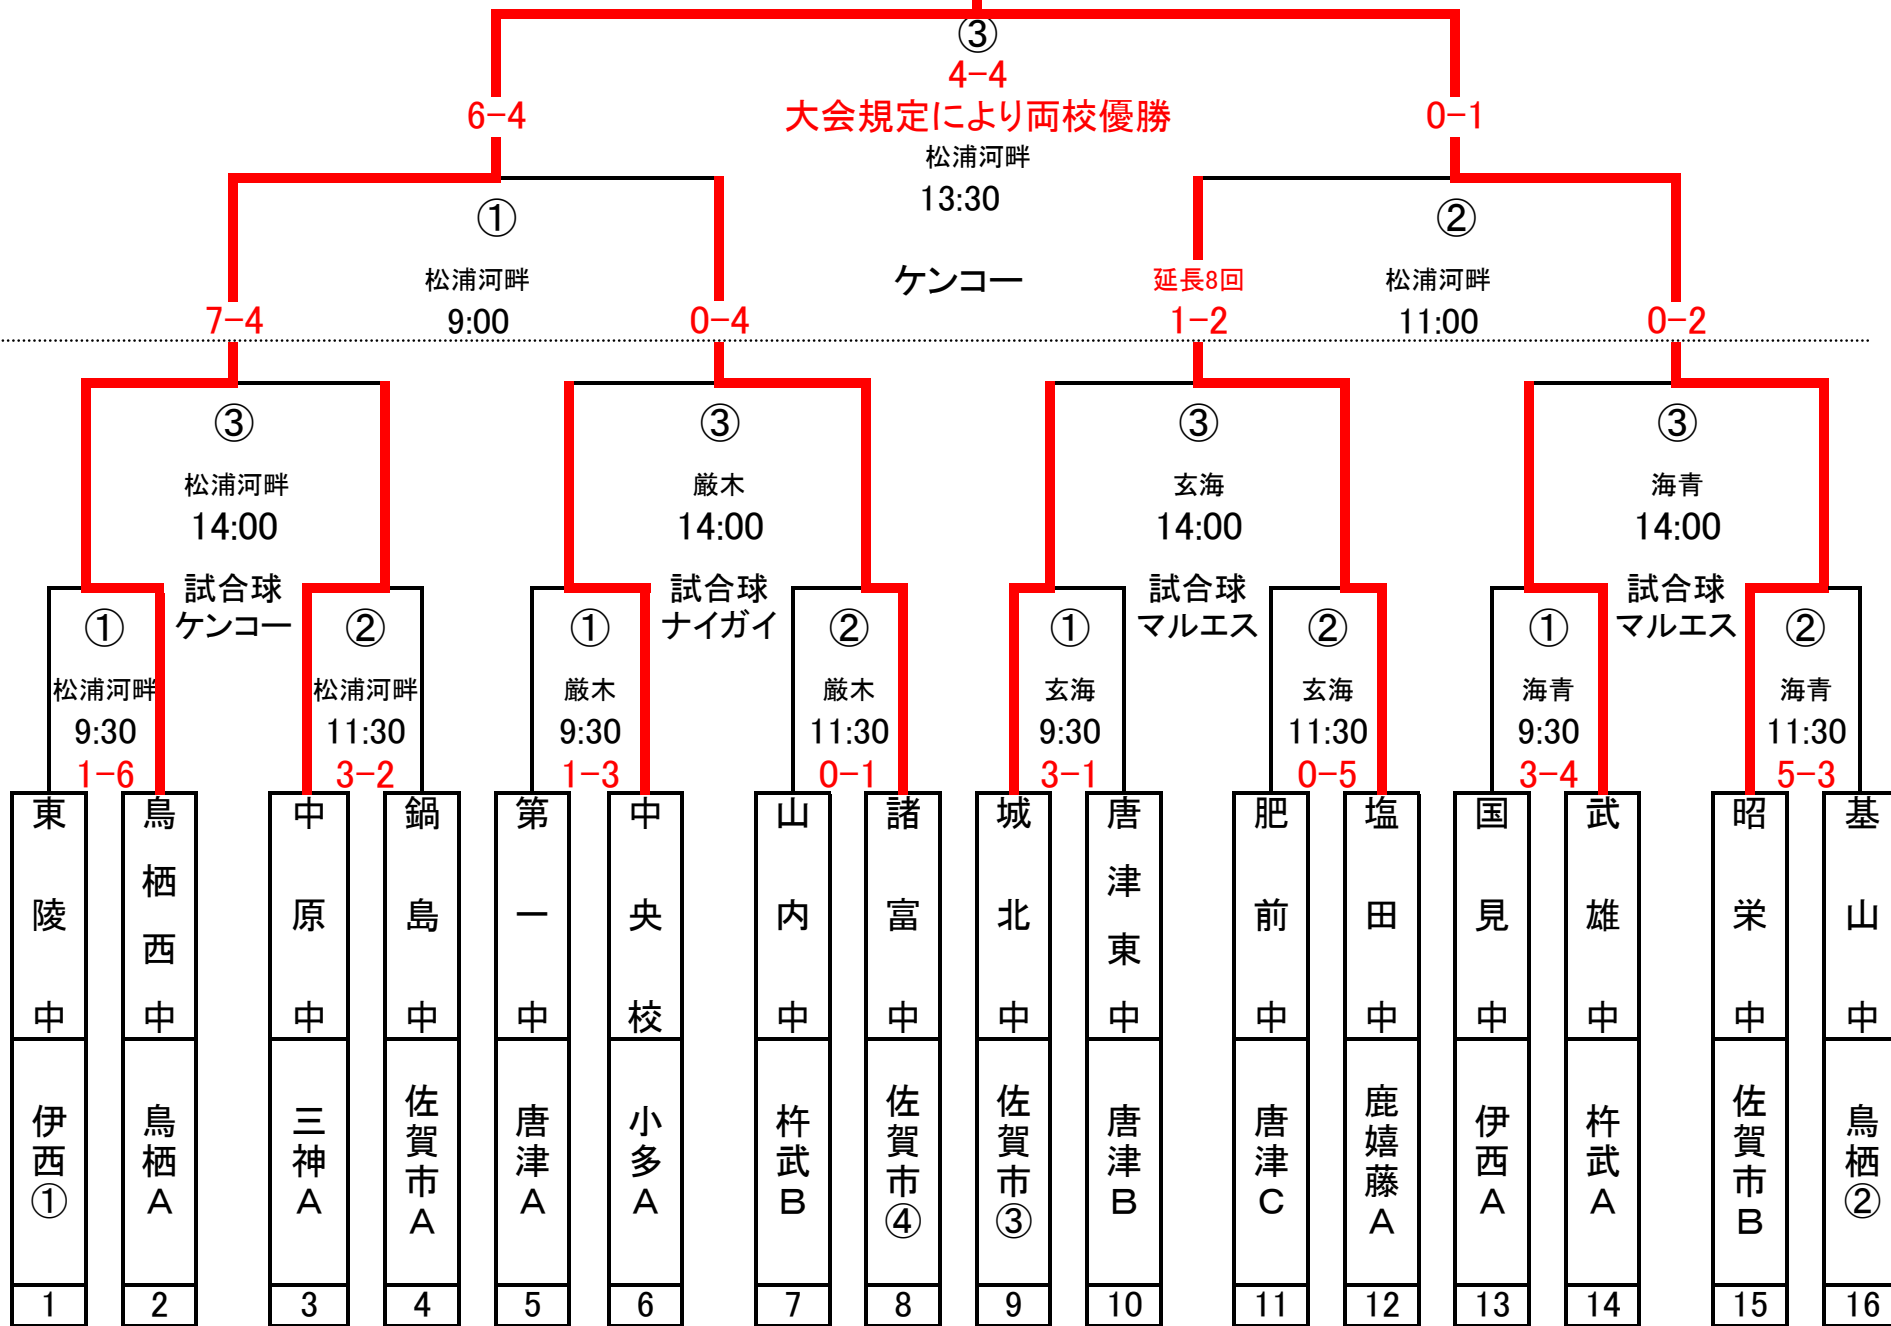 ③
4-4
大会規定により両校優勝
6-4
0-1
松浦河畔
13:30
①
②
松浦河畔
ケンコー
延長8回
松浦河畔
7-4
9:00
0-4
1-2
11:00
0-2
③
③
③
③
松浦河畔
厳木
玄海
海青
14:00
14:00
14:00
14:00
試合球
ケンコー
試合球
ナイガイ
試合球
マルエス
試合球
マルエス
①
②
①
②
①
②
①
②
松浦河畔
松浦河畔
厳木
厳木
玄海
玄海
海青
海青
9:30
11:30
9:30
11:30
9:30
11:30
9:30
11:30
1-6
3-2
1-3
0-1
3-1
0-5
3-4
5-3
東陵中
鳥栖西中
中原中
鍋島中
第一中
中央校
山内中
諸富中
城北中
唐津東中
肥前中
塩田中
国見中
武雄中
昭栄中
基山中
伊西①
鳥栖A
三神A
佐賀市A
唐津A
小多A
杵武B
佐賀市④
佐賀市③
唐津B
唐津C
鹿嬉藤A
伊西A
杵武A
佐賀市B
鳥栖②
1
2
3
4
5
6
7
8
9
10
11
12
13
14
15
16